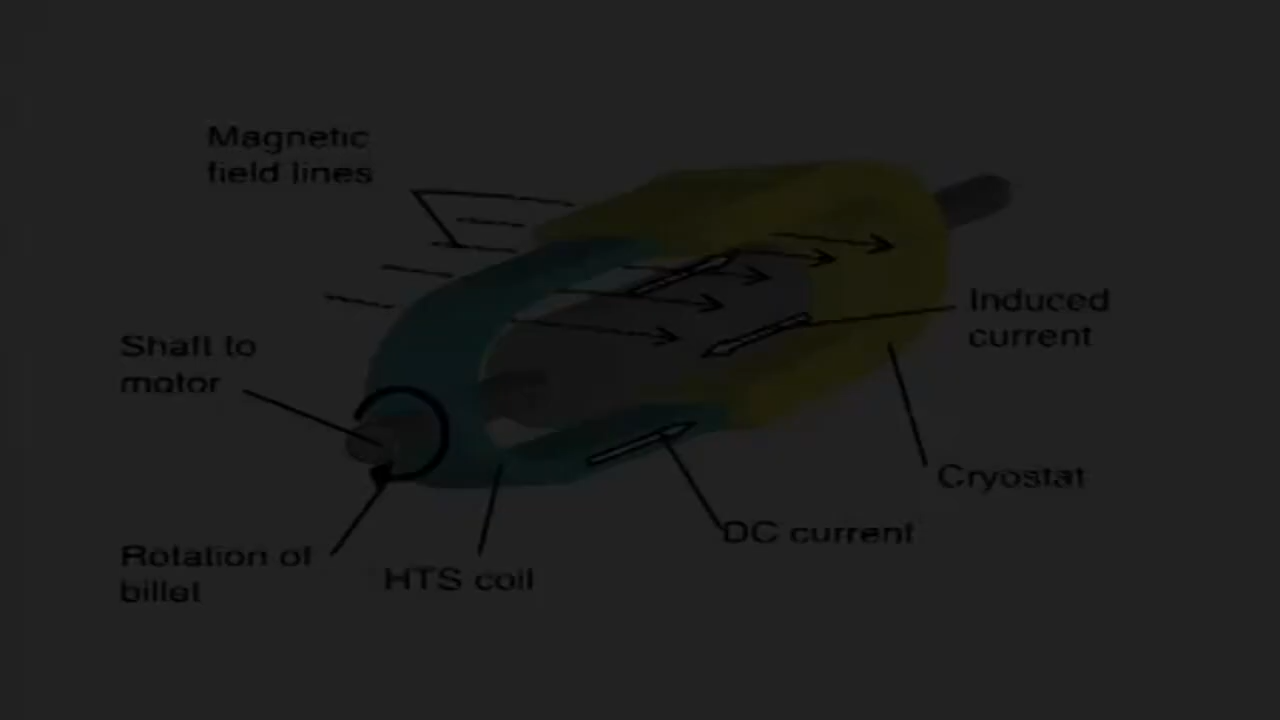 Magnetic
field lines
Shaft to
motor
Induced
current
Cryostat
DC current
Rotation of
billet
HTS coil